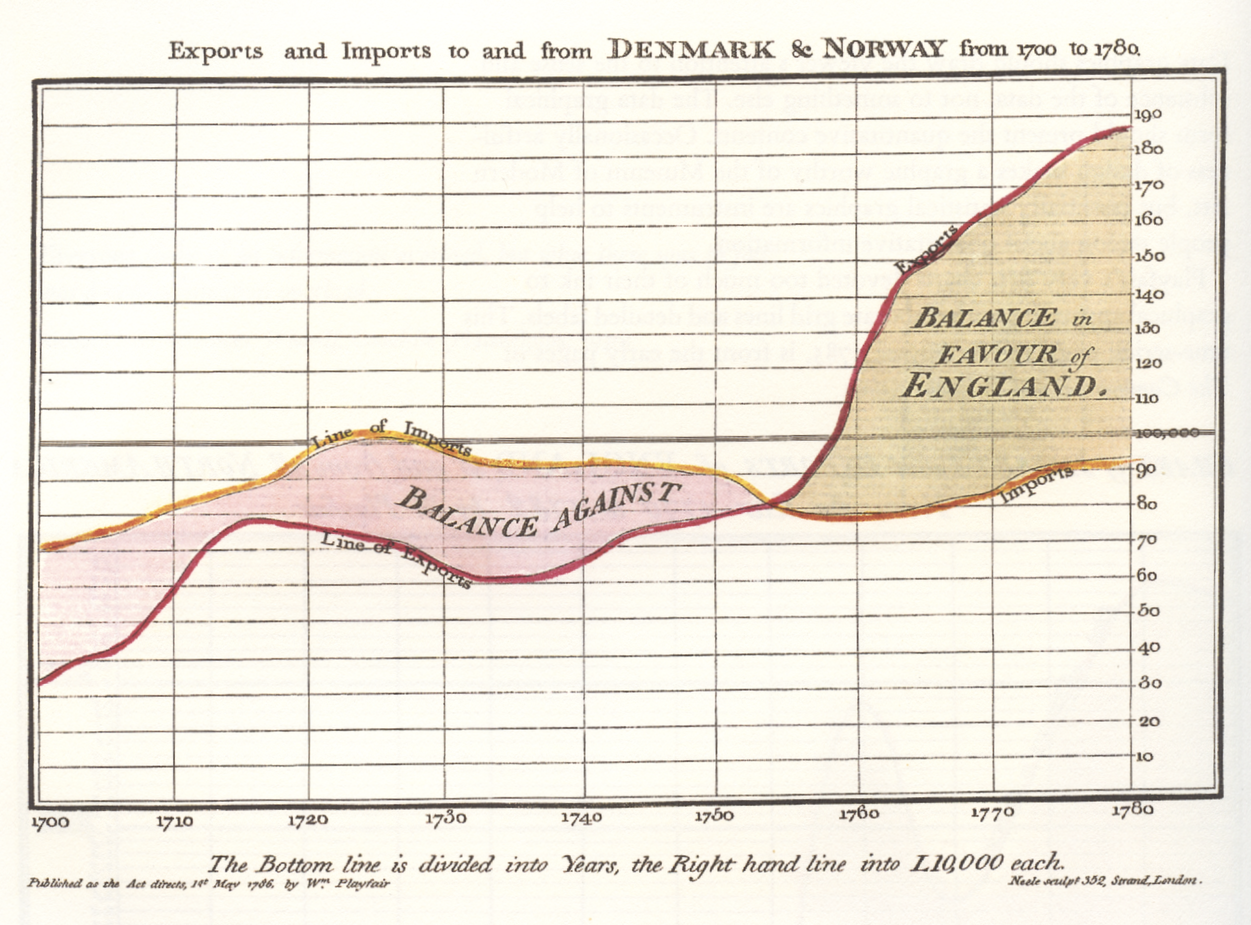 Exports and Imports to and from DENMARK & NORWAY from 1700 to 1780.
190
180
170
160
150
140
130
120
110
100,000
90
80
70
60
50
40
30
20
10
Exports
BALANCE in
FAVOUR of
ENGLAND.
Line of Imports
BALANCE AGAINST
Imports
Line of Exports
1700 1710 1720 1730 1740 1750 1760 1770 1780
The Bottom line is divided into Years, the Right hand line into L10,000 each.
Published as the Act directs, 1st May 1786, by Wm. Playfair
Neele sculpt 352, Strand, London.